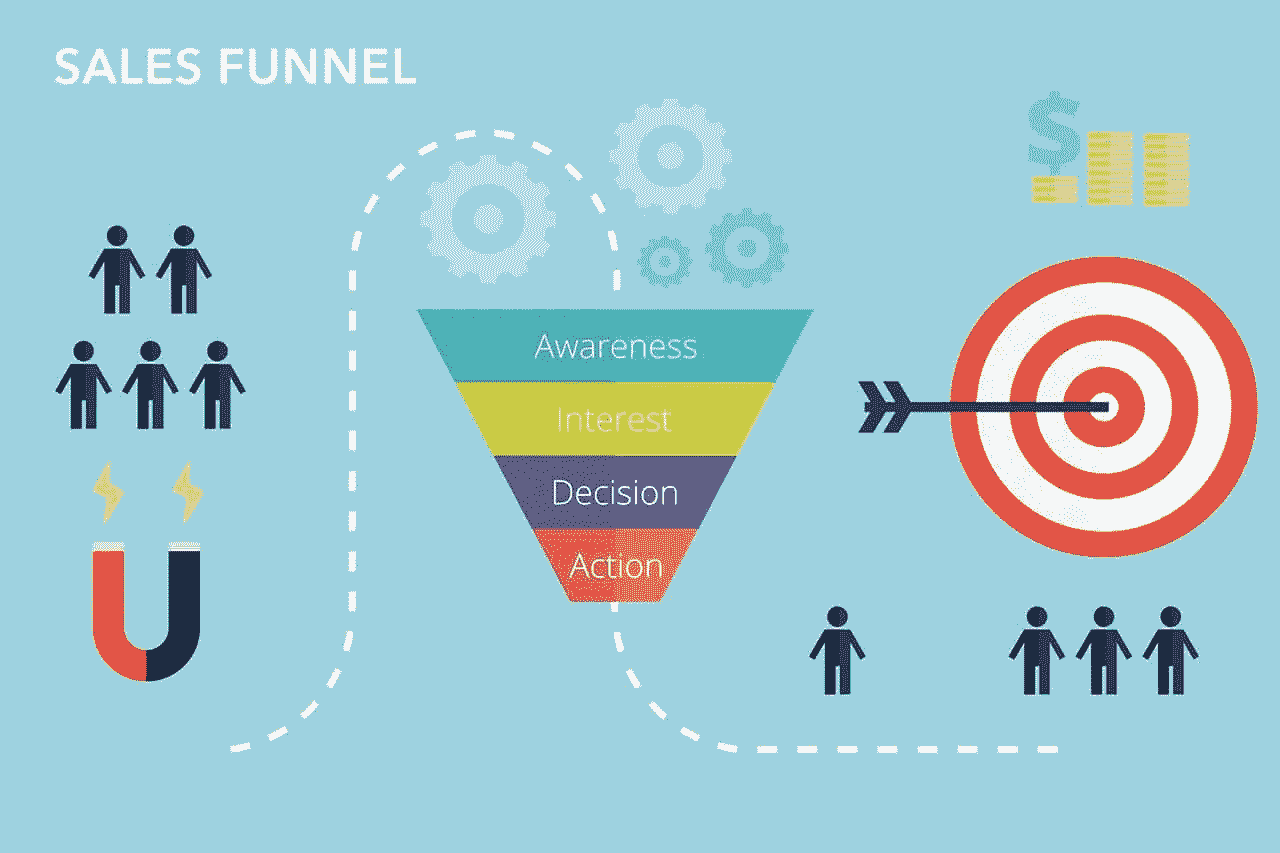 SALES FUNNEL
$
Awareness
Interest
Decision
Action